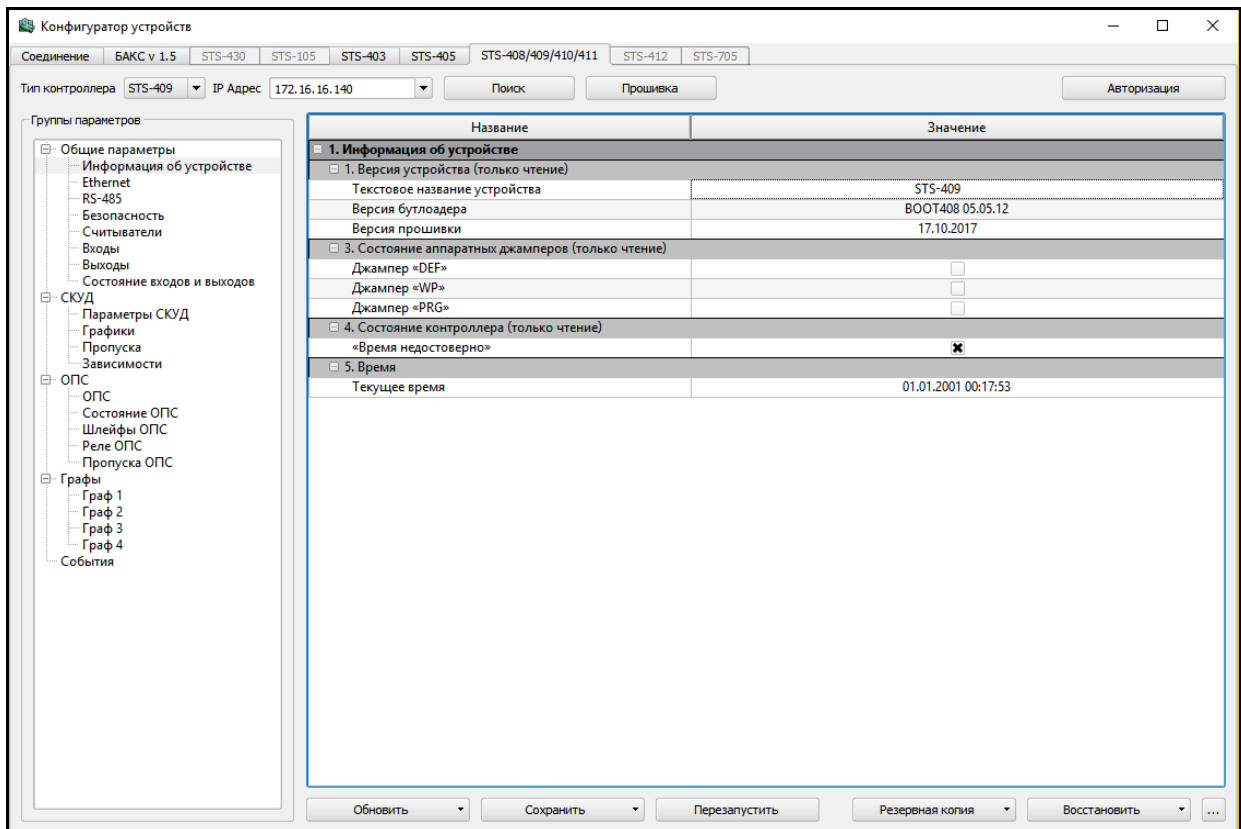 Конфигуратор устройств
Соединение БАКС v 1.5 STS-430 STS-105 STS-403 STS-405 STS-408/409/410/411 STS-412 STS-705
Тип контроллера STS-409 IP Адрес 172.16.16.140 Поиск Прошивка Авторизация
Группы параметров
Общие параметры
Информация об устройстве
Ethernet
RS-485
Безопасность
Считыватели
Входы
Выходы
Состояние входов и выходов
СКУД
Параметры СКУД
Графики
Пропуска
Зависимости
ОПС
ОПС
Состояние ОПС
Шлейфы ОПС
Реле ОПС
Пропуска ОПС
Графы
Граф 1
Граф 2
Граф 3
Граф 4
События
Название Значение
1. Информация об устройстве
1. Версия устройства (только чтение)
Текстовое название устройства STS-409
Версия бутлоадера BOOT408 05.05.12
Версия прошивки 17.10.2017
3. Состояние аппаратных джамперов (только чтение)
Джампер «DEF»
Джампер «WP»
Джампер «PRG»
4. Состояние контроллера (только чтение)
«Время недостоверно»
5. Время
Текущее время 01.01.2001 00:17:53
Обновить Сохранить Перезапустить Резервная копия Восстановить ...